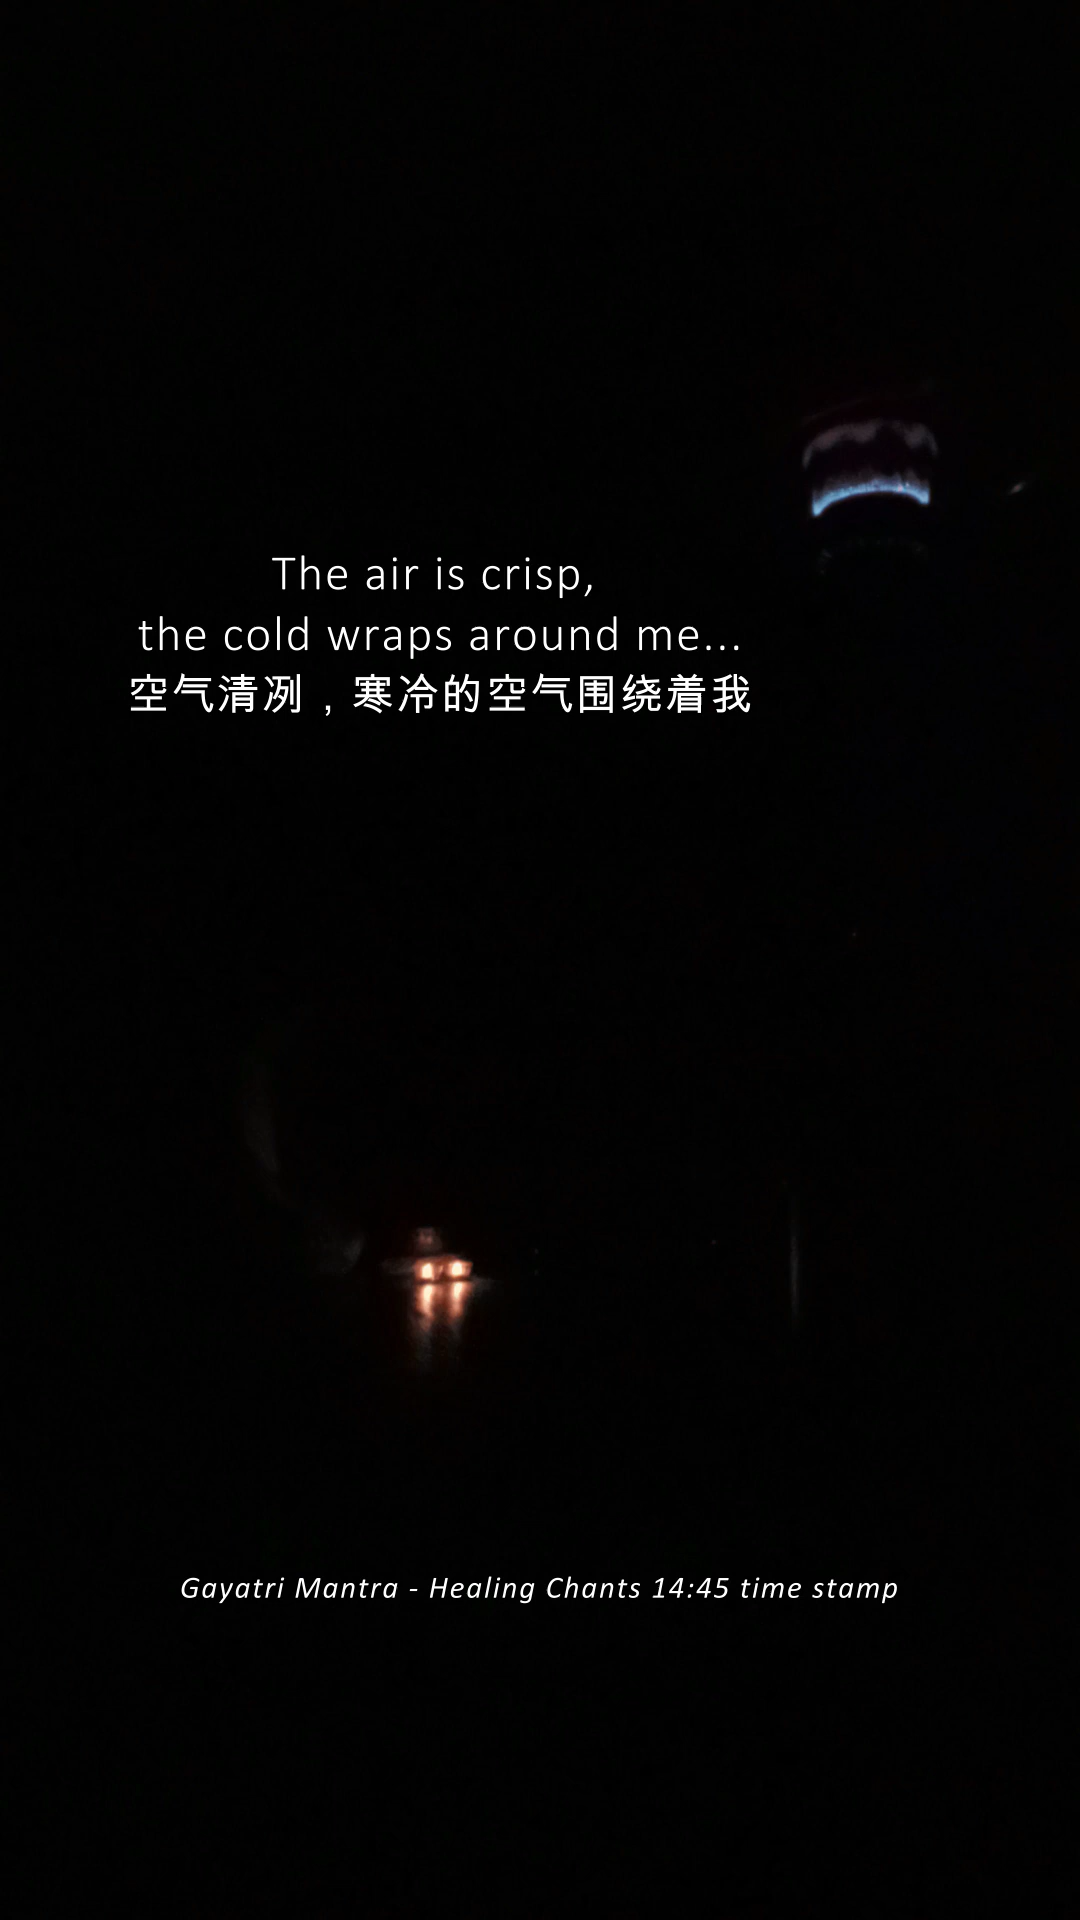 The air is crisp,
the cold wraps around me...
空气清冽，寒冷的空气围绕着我
Gayatri Mantra - Healing Chants 14:45 time stamp